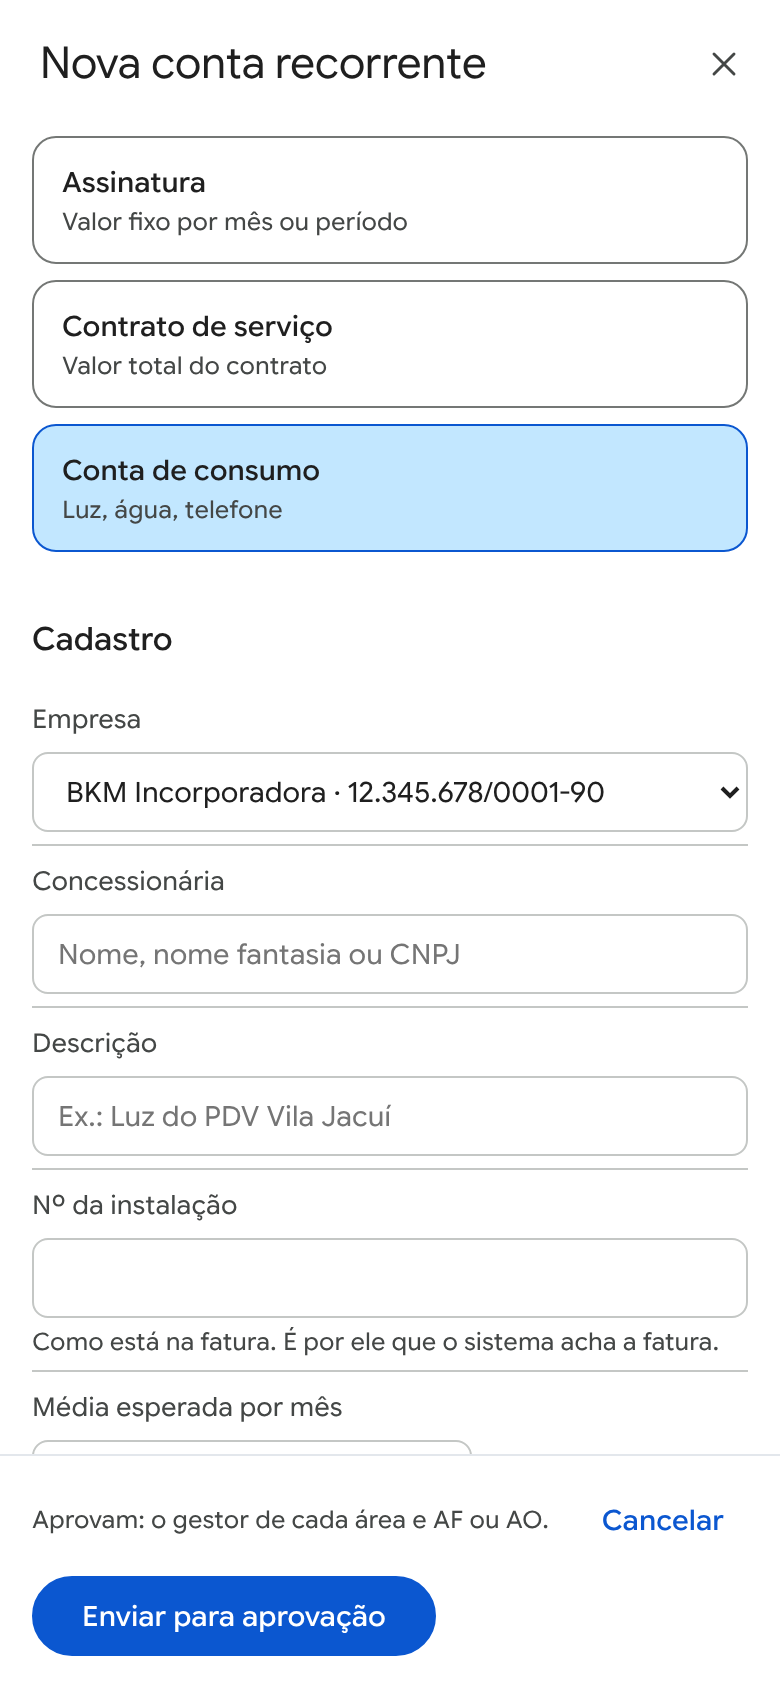 Nova conta recorrente
Assinatura
Valor fixo por mês ou período
Contrato de serviço
Valor total do contrato
Conta de consumo
Luz, água, telefone
Cadastro
Empresa
BKM Incorporadora · 12.345.678/0001-90
Concessionária
Nome, nome fantasia ou CNPJ
Descrição
Ex.: Luz do PDV Vila Jacuí
Nº da instalação
Como está na fatura. É por ele que o sistema acha a fatura.
Média esperada por mês
Aprovam: o gestor de cada área e AF ou AO.
Cancelar
Enviar para aprovação